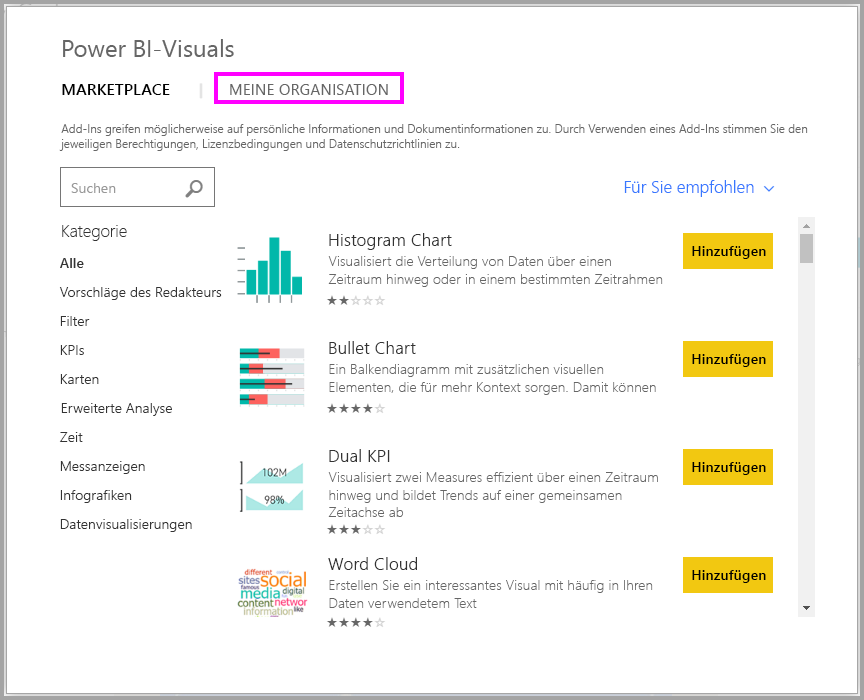 Power BI-Visuals
MARKETPLACE | MEINE ORGANISATION
Add-Ins greifen möglicherweise auf persönliche Informationen und Dokumentinformationen zu. Durch Verwenden eines Add-Ins stimmen Sie den
jeweiligen Berechtigungen, Lizenzbedingungen und Datenschutzrichtlinien zu.
Suchen
Für Sie empfohlen
Kategorie
Alle
Vorschläge des Redakteurs
Filter
KPIs
Karten
Erweiterte Analyse
Zeit
Messanzeigen
Infografiken
Datenvisualisierungen
Histogram Chart
Visualisiert die Verteilung von Daten über einen
Zeitraum hinweg oder in einem bestimmten Zeitrahmen
Hinzufügen
Bullet Chart
Ein Balkendiagramm mit zusätzlichen visuellen
Elementen, die für mehr Kontext sorgen. Damit können
Hinzufügen
102M
98%
Dual KPI
Visualisiert zwei Measures effizient über einen Zeitraum
hinweg und bildet Trends auf einer gemeinsamen
Zeitachse ab
Hinzufügen
different
sites social
famous
media digital
content networ
information like
Word Cloud
Erstellen Sie ein interessantes Visual mit häufig in Ihren
Daten verwendetem Text
Hinzufügen